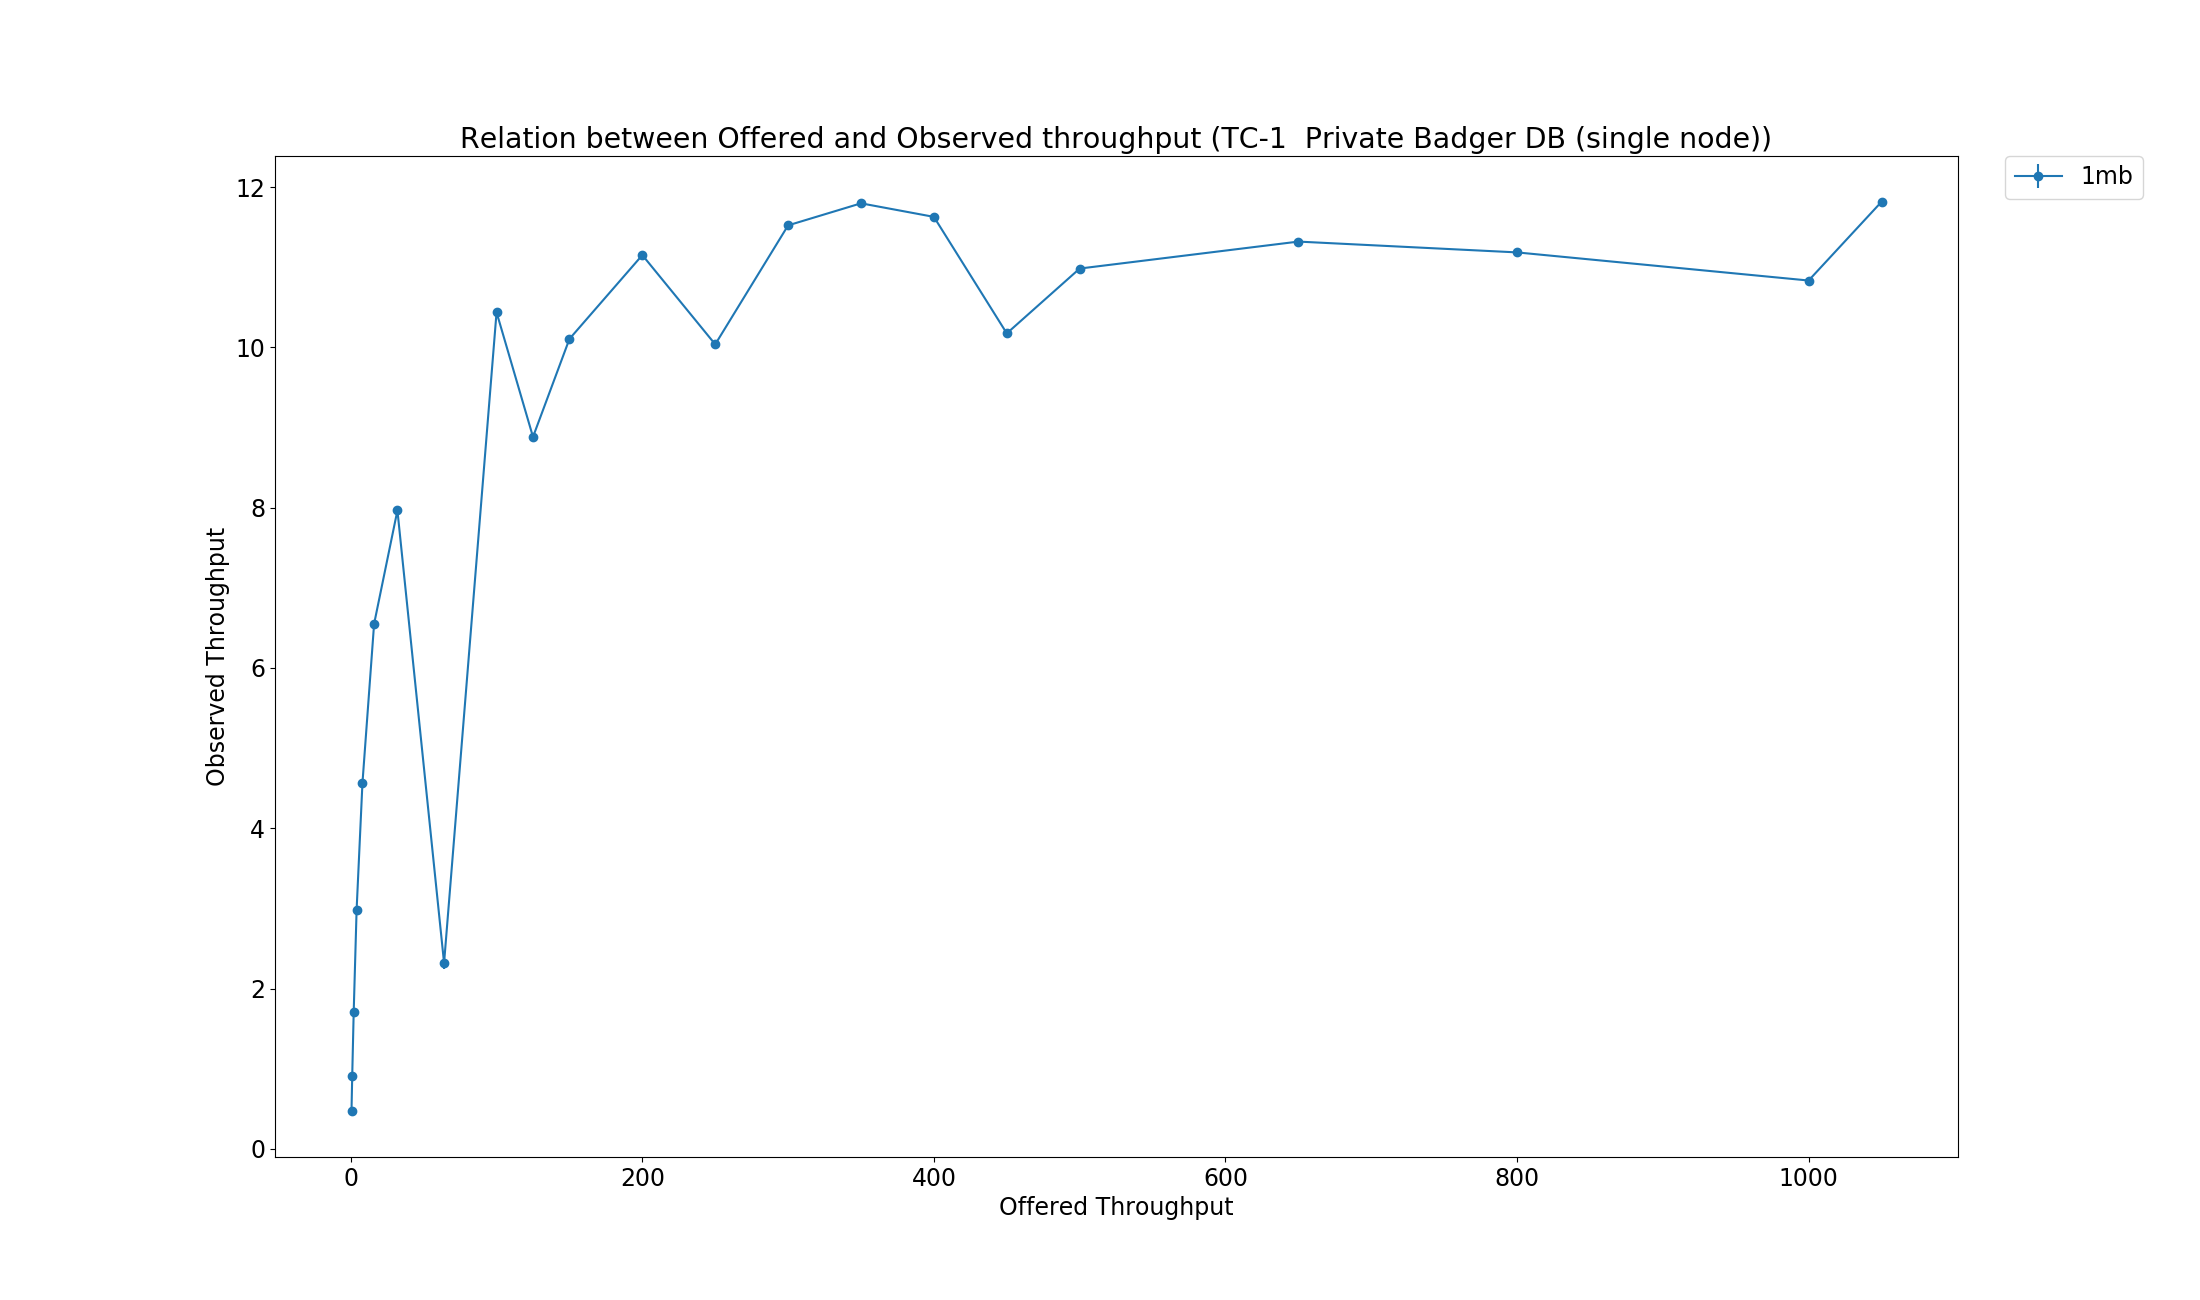 Relation between Offered and Observed throughput (TC-1  Private Badger DB (single node))
1mb
12
10
8
6
4
2
0
Observed Throughput
0 200 400 600 800 1000
Offered Throughput